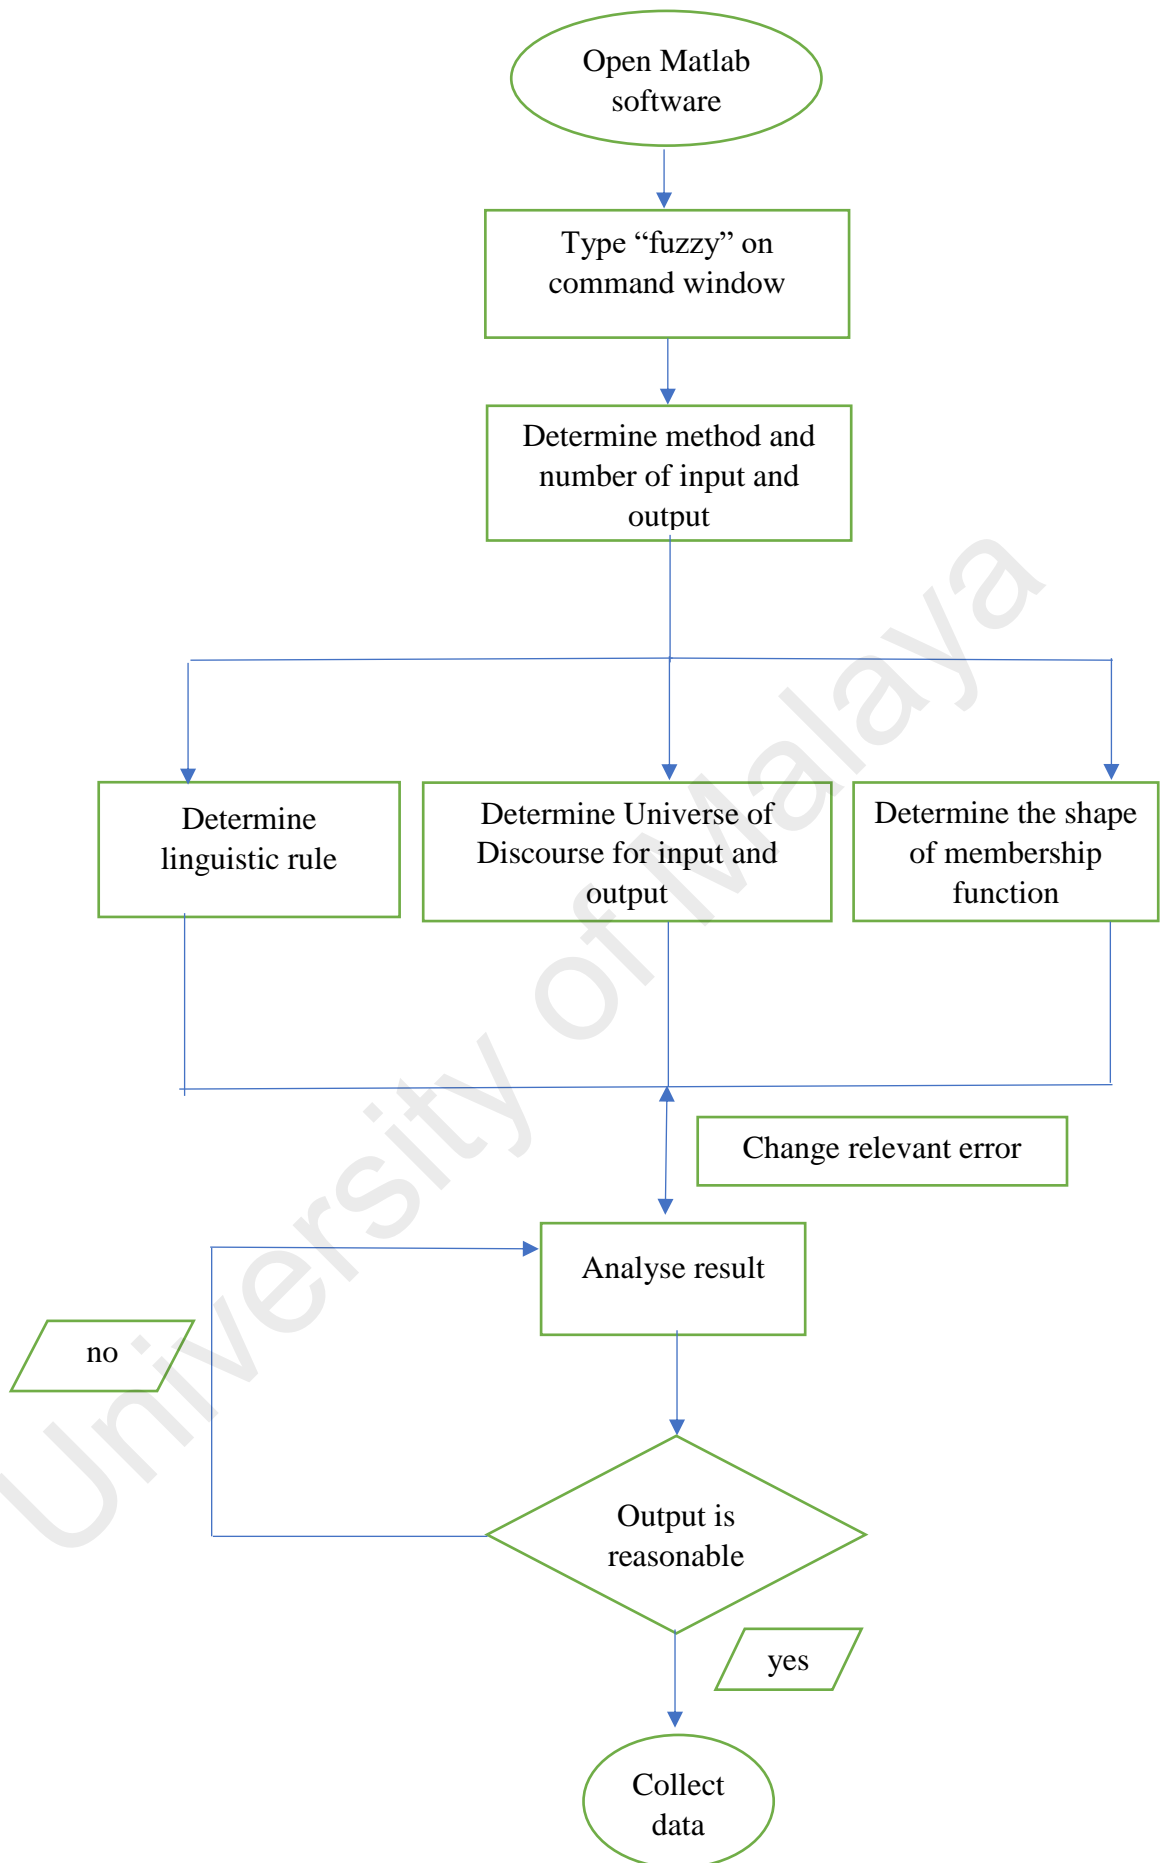 Open Matlab
software
Type “fuzzy” on
command window
Determine method and
number of input and
output
Determine
linguistic rule
Determine Universe of
Discourse for input and
output
Determine the shape
of membership
function
Change relevant error
Analyse result
no
Output is
reasonable
yes
Collect
data
University of Malaya